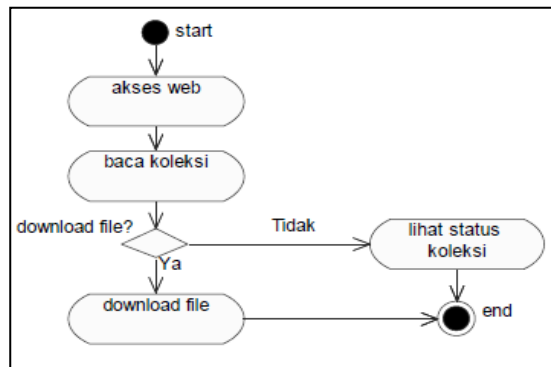 start
akses web
baca koleksi
download file?
Tidak
lihat status
koleksi
Ya
download file
end